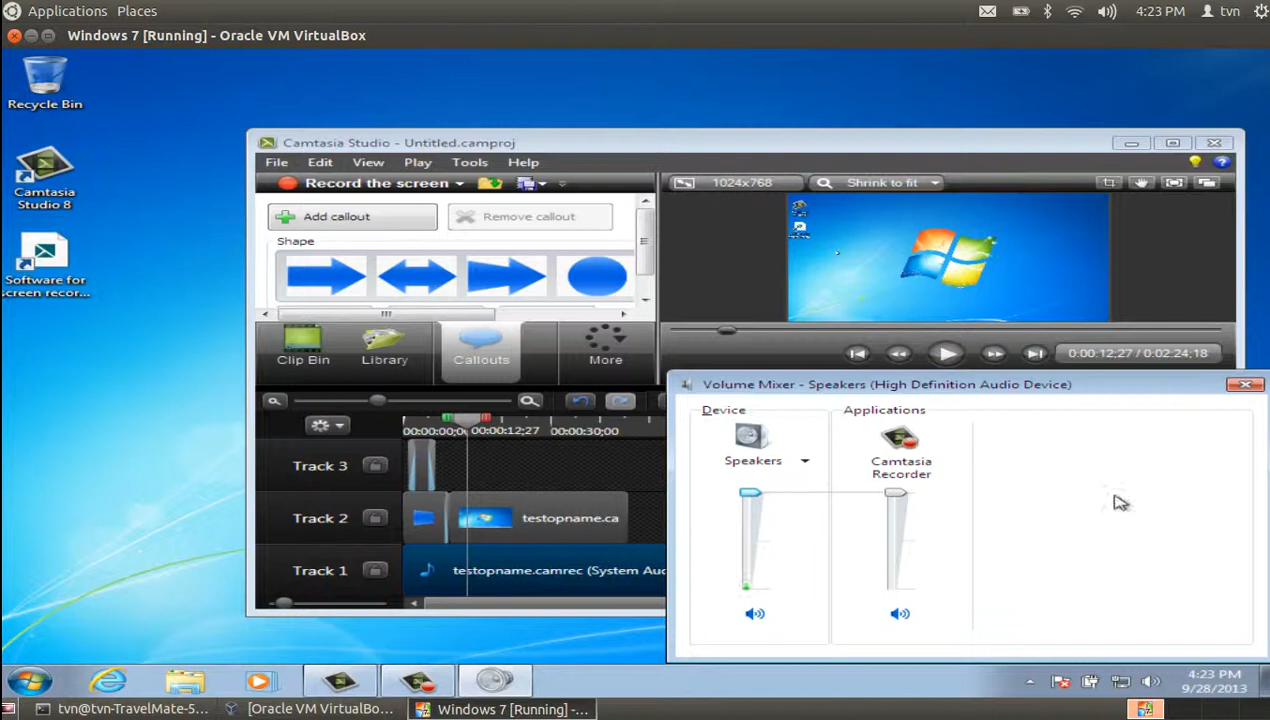 Applications Places
4:23 PM tvn
Windows 7 [Running] - Oracle VM VirtualBox
Recycle Bin
Camtasia
Studio 8
Software for
screen recor...
Camtasia Studio - Untitled.camproj
File Edit View Play Tools Help
Record the screen
1024x768
Shrink to fit
Add callout
Remove callout
Shape
Clip Bin
Library
Callouts
More
0:00:12;27 / 0:02:24;18
00:00:00;0
00:00:12;27
00:00:30;00
Track 3
Track 2
testopname.ca
Track 1
testopname.camrec (System Aud
Volume Mixer - Speakers (High Definition Audio Device)
Device
Applications
Speakers
Camtasia
Recorder
4:23 PM
9/28/2013
tvn@tvn-TravelMate-5...
[Oracle VM VirtualBo...
Windows 7 [Running] -...